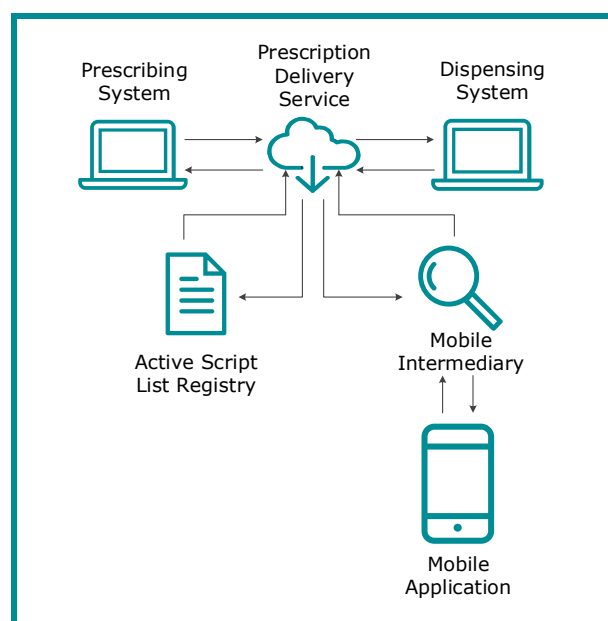 Prescribing
System
Prescription
Delivery
Service
Dispensing
System
Active Script
List Registry
Mobile
Intermediary
Mobile
Application